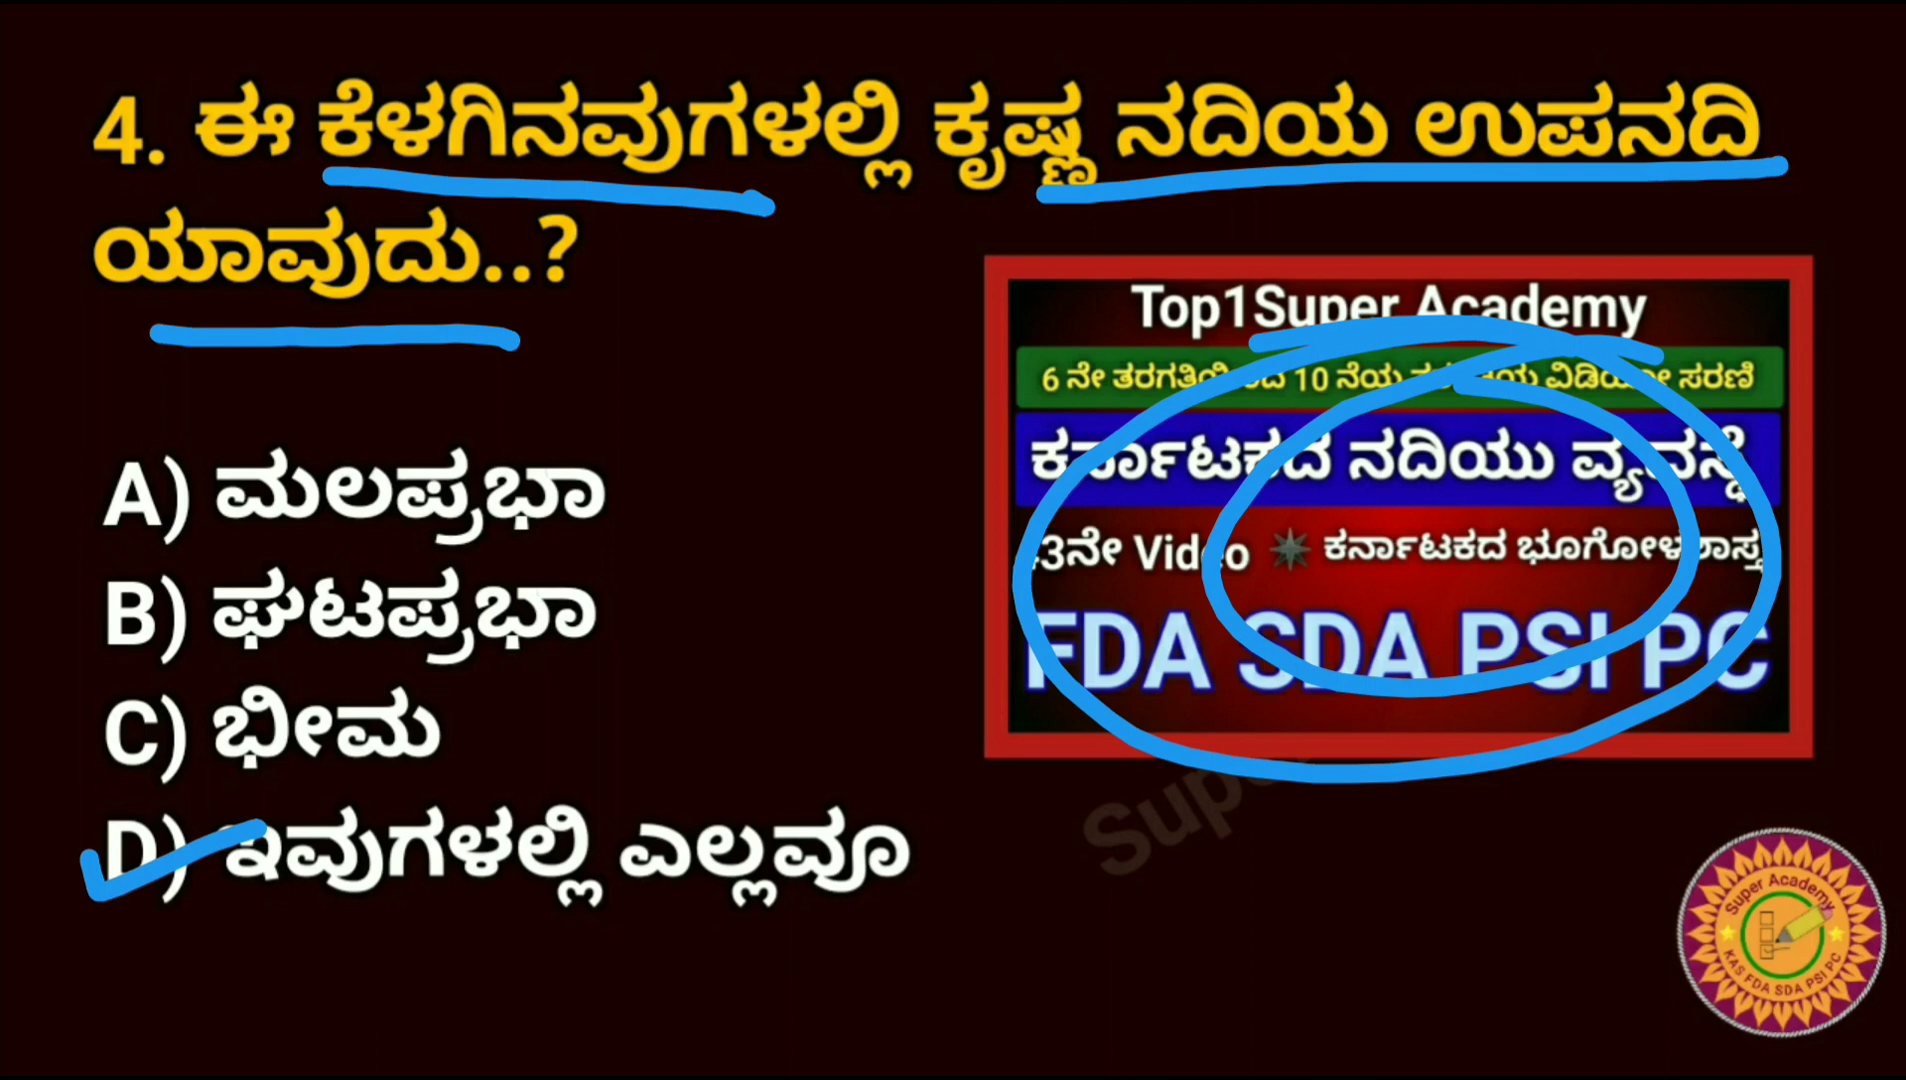 4. ಈ ಕೆಳಗಿನವುಗಳಲ್ಲಿ ಕೃಷ್ಣ ನದಿಯ ಉಪನದಿ
ಯಾವುದು..?
A) ಮಲಪ್ರಭಾ
B) ಘಟಪ್ರಭಾ
C) ಭೀಮ
D) ಇವುಗಳಲ್ಲಿ ಎಲ್ಲವೂ
Top1Super Academy
6 ನೇ 10 ನೆಯ ವಿಡಿಯೋ ಸರಣಿ
ಕರ್ನಾಟಕದ ನದಿಯು ವ್ಯವಸ್ಥೆ
3ನೇ Video ಕರ್ನಾಟಕದ ಭೂಗೋಳಶಾಸ್ತ್ರ
FDA SDA PSI PC
Super
Super Academy
KAS FDA SDA PSI PC